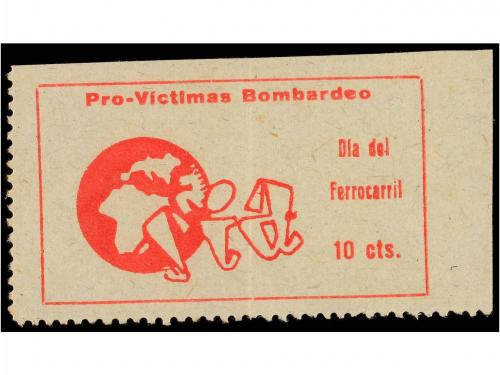 Pro-Víctimas Bombardeo
Dia del
Ferrocarril
10 cts.